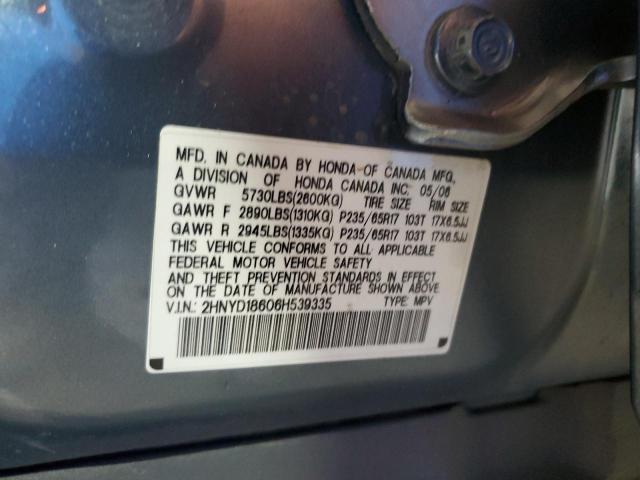 MFD. IN CANADA BY HONDA OF CANADA MFG.,
A DIVISION OF HONDA CANADA INC. 05/06
GVWR 5730LBS(2600KG) TIRE SIZE RIM SIZE
GAWR F 2890LBS(1310KG) P235/65R17 103T 17X6.5JJ
GAWR R 2945LBS(1335KG) P235/65R17 103T 17X6.5JJ
THIS VEHICLE CONFORMS TO ALL APPLICABLE
FEDERAL MOTOR VEHICLE SAFETY
AND THEFT PREVENTION STANDARDS IN EFFECT
ON THE DATE OF MANUFACTURE SHOWN ABOVE.
V.I.N.: 2HNYD18606H539335 TYPE: MPV